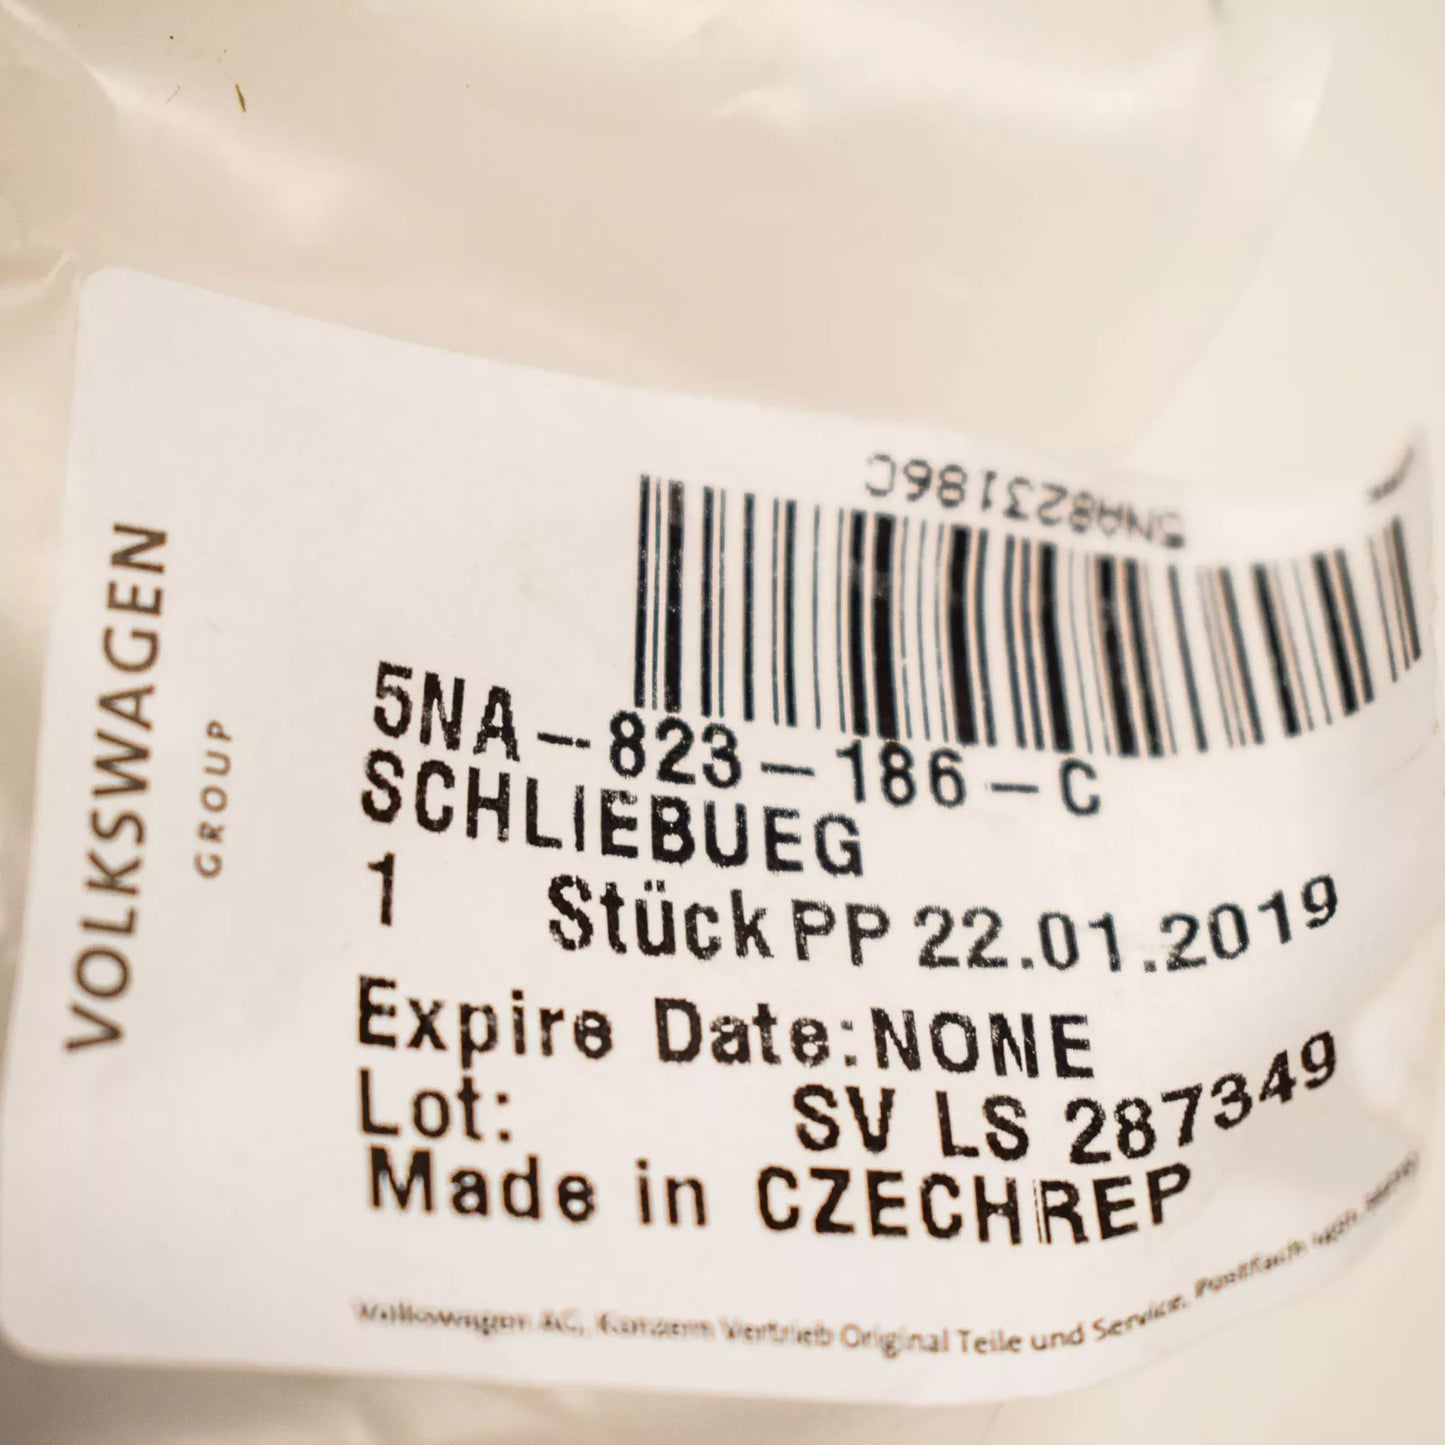 VOLKSWAGEN
GROUP
5NA823186C
5NA-823-186-C
SCHLIEBUEG
1 Stück PP 22.01.2019
Expire Date:NONE
Lot: SV LS 287349
Made in CZECHREP
Volkswagen AG, Konzern Vertrieb Original Teile und Service, Postfach